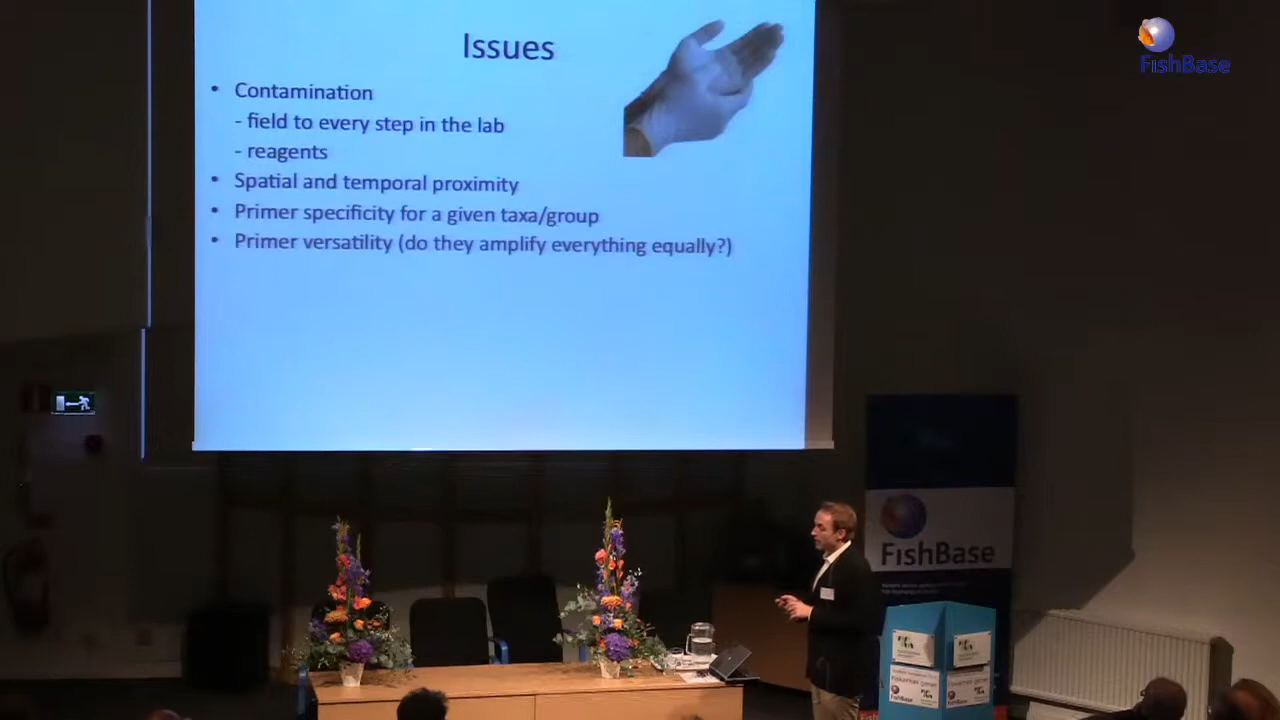 Issues
• Contamination
- field to every step in the lab
- reagents
• Spatial and temporal proximity
• Primer specificity for a given taxa/group
• Primer versatility (do they amplify everything equally?)
FishBase
FishBase